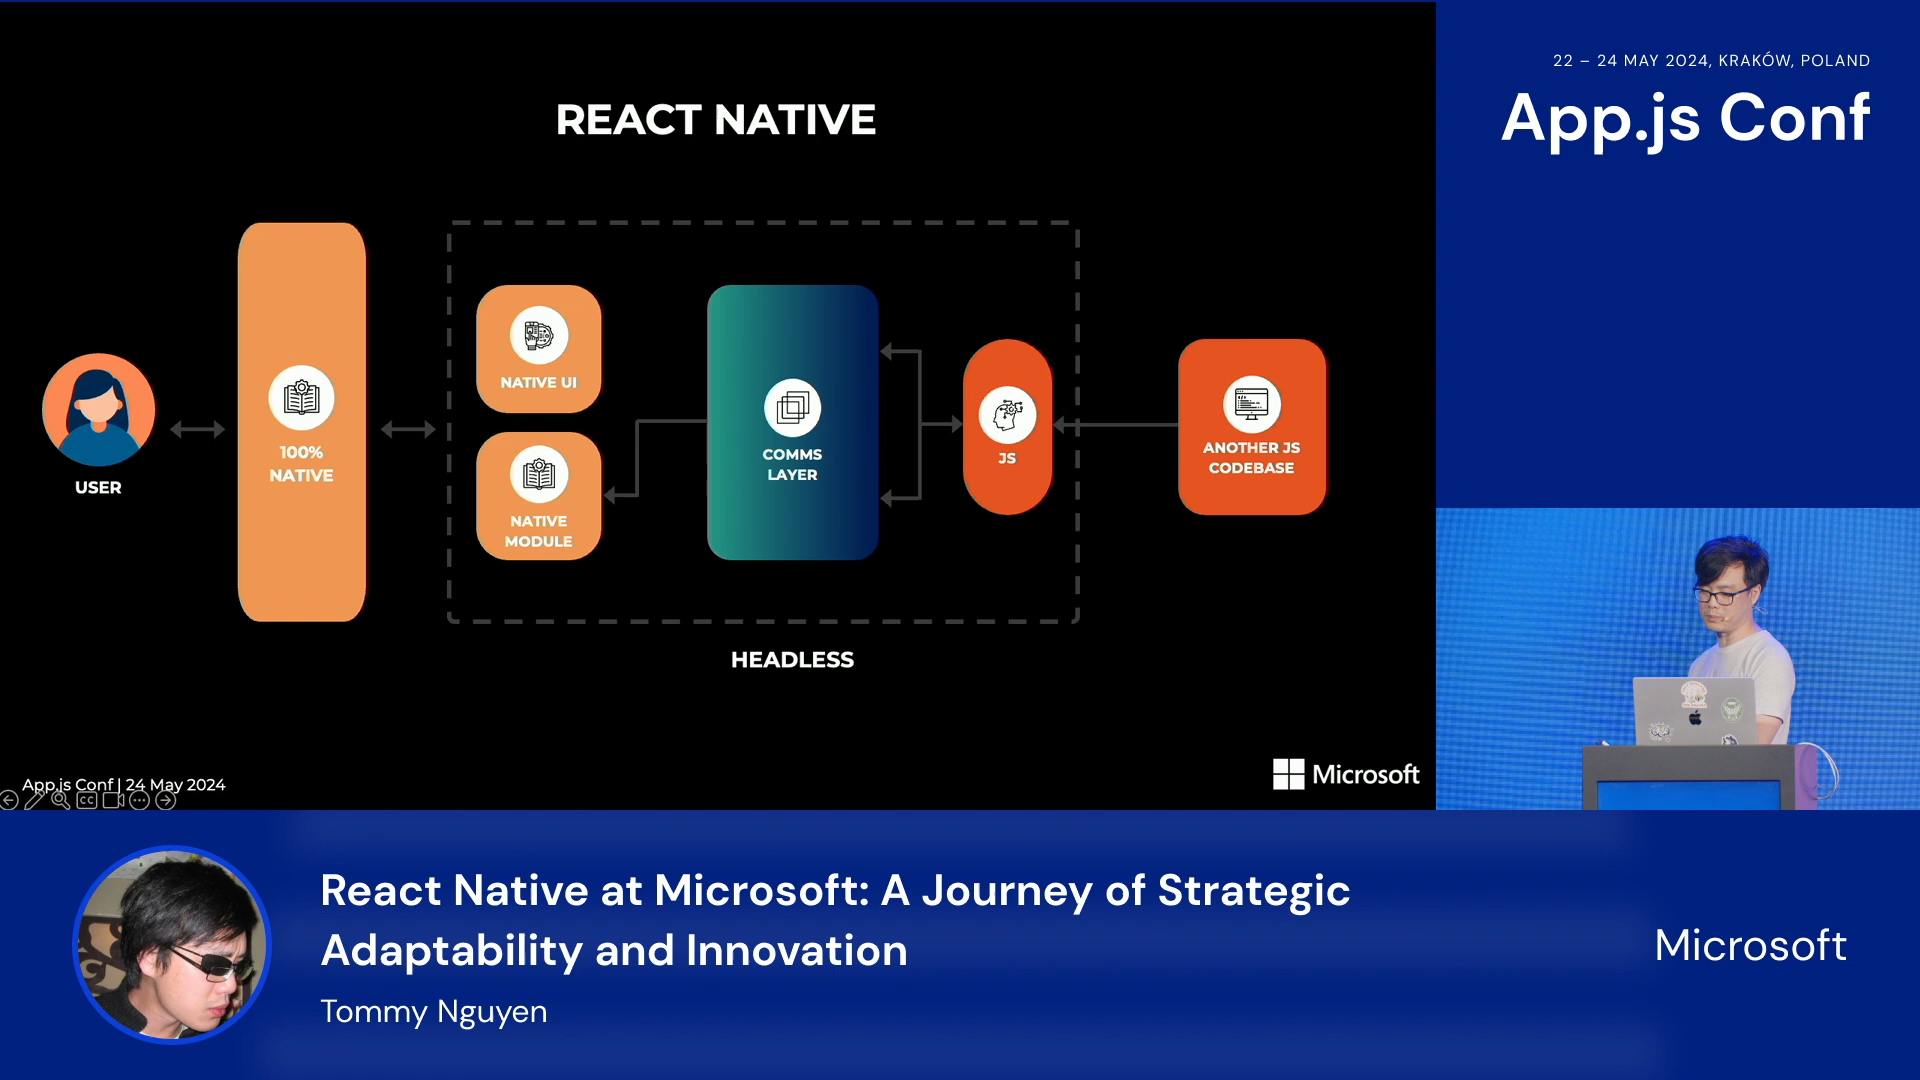 22 – 24 MAY 2024, KRAKÓW, POLAND
App.js Conf
REACT NATIVE
USER
100%
NATIVE
NATIVE UI
NATIVE
MODULE
COMMS
LAYER
JS
ANOTHER JS
CODEBASE
HEADLESS
App.js Conf | 24 May 2024
CC
Microsoft
React Native at Microsoft: A Journey of Strategic
Adaptability and Innovation
Tommy Nguyen
Microsoft